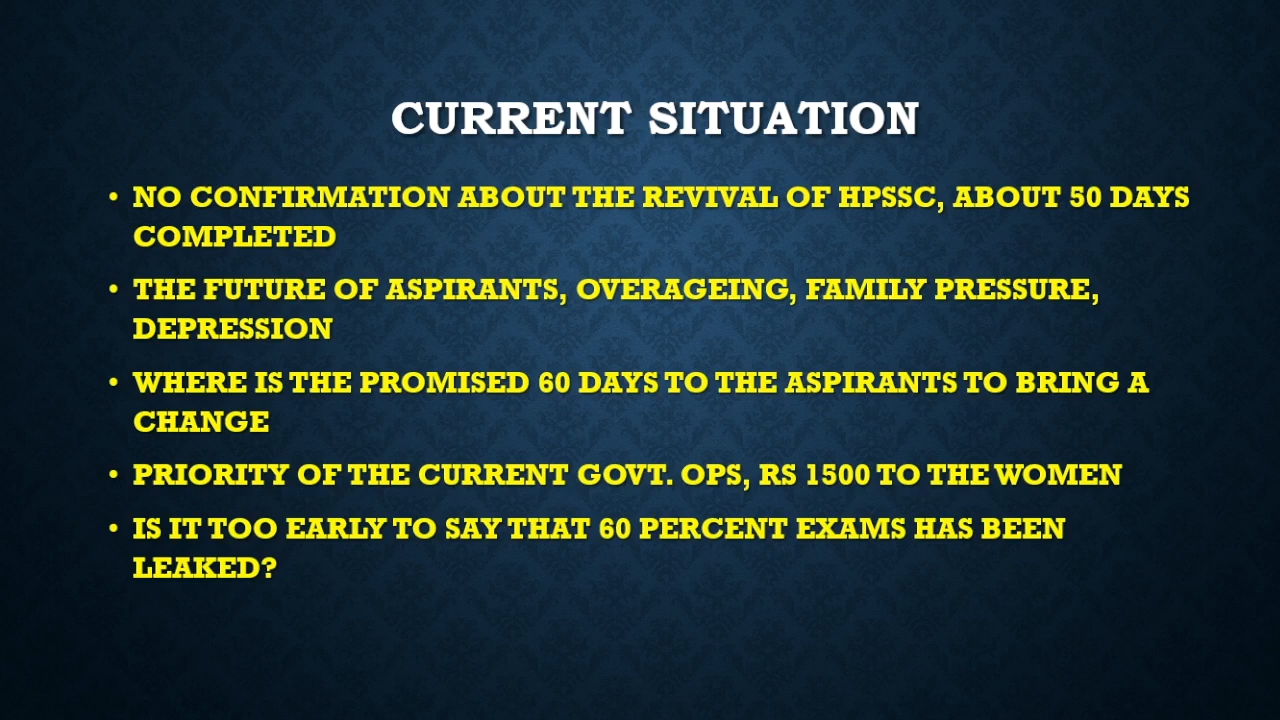 CURRENT SITUATION
• NO CONFIRMATION ABOUT THE REVIVAL OF HPSSC, ABOUT 50 DAYS
COMPLETED
• THE FUTURE OF ASPIRANTS, OVERAGEING, FAMILY PRESSURE,
DEPRESSION
• WHERE IS THE PROMISED 60 DAYS TO THE ASPIRANTS TO BRING A
CHANGE
• PRIORITY OF THE CURRENT GOVT. OPS, RS 1500 TO THE WOMEN
• IS IT TOO EARLY TO SAY THAT 60 PERCENT EXAMS HAS BEEN
LEAKED?